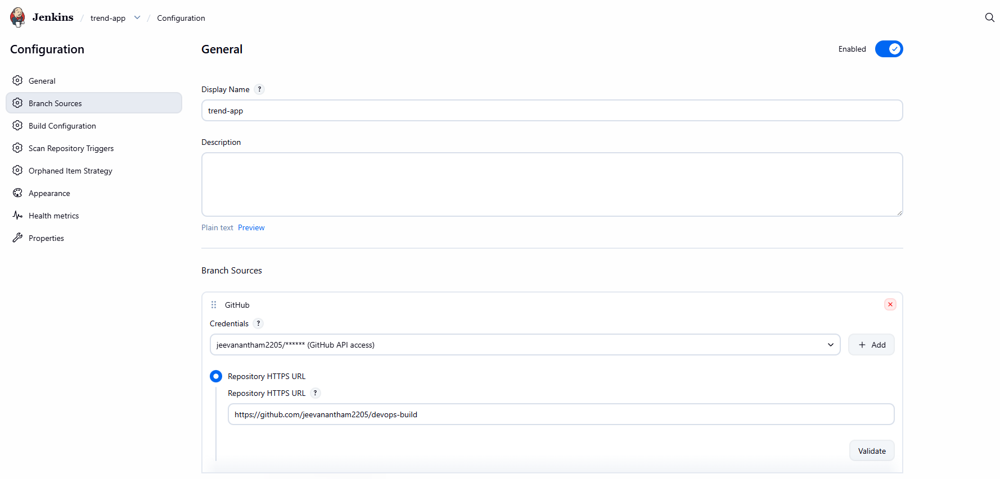 Jenkins / trend-app / Configuration
Configuration
General
Branch Sources
Build Configuration
Scan Repository Triggers
Orphaned Item Strategy
Appearance
Health metrics
Properties
General
Enabled
Display Name ?
trend-app
Description
Plain text Preview
Branch Sources
GitHub
Credentials ?
jeevanantham2205/****** (GitHub API access)
+ Add
Repository HTTPS URL
Repository HTTPS URL ?
https://github.com/jeevanantham2205/devops-build
Validate